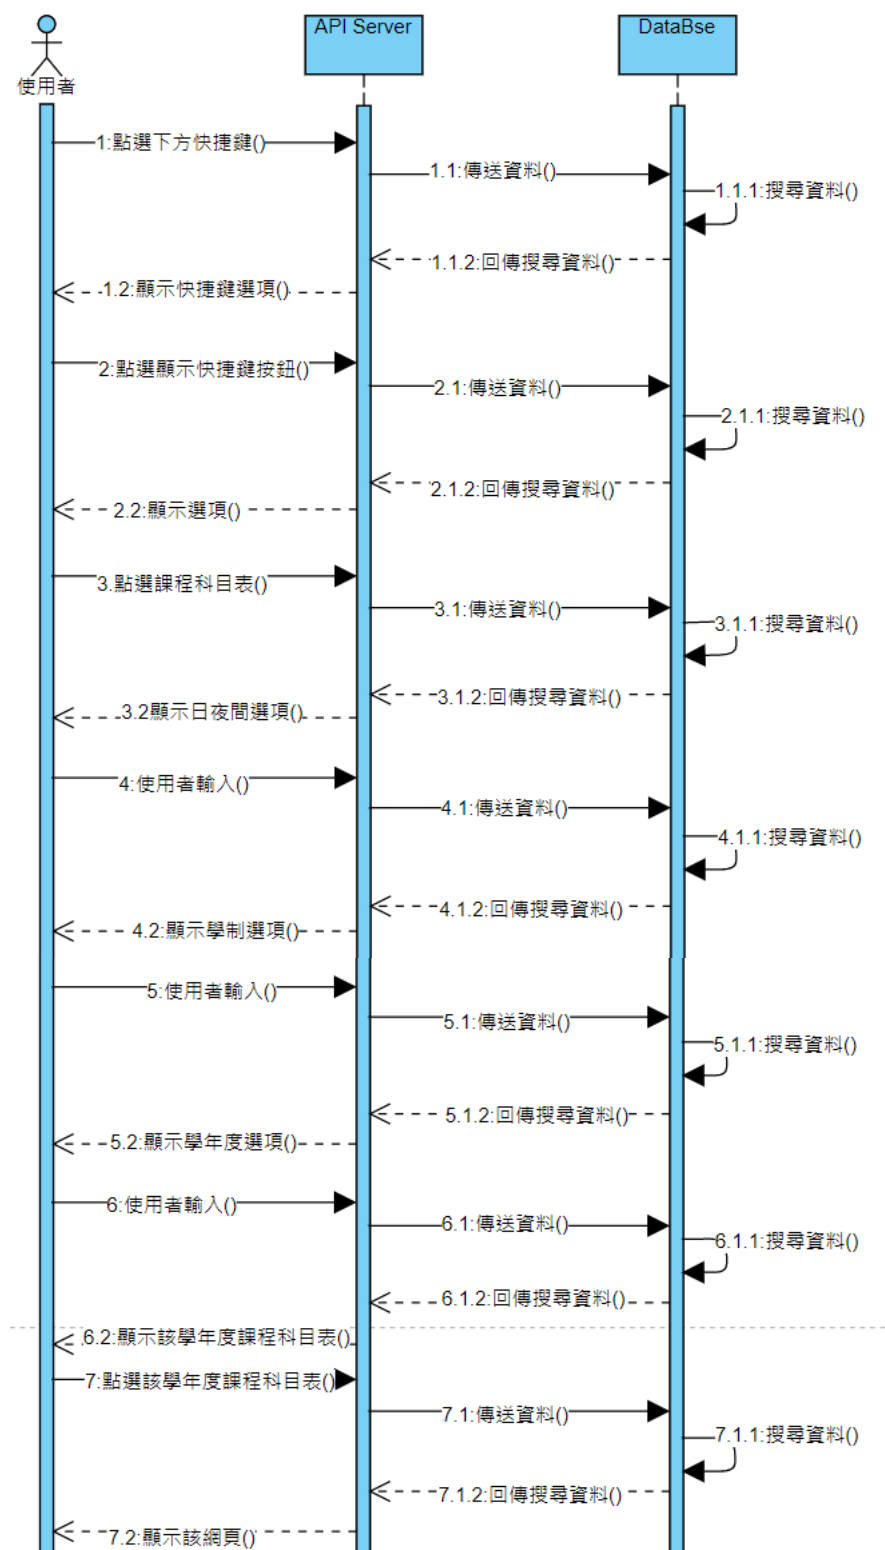 使用者
API Server
DataBse
1:點選下方快捷鍵()
1.1:傳送資料()
1.1.1:搜尋資料()
1.1.2:回傳搜尋資料()
1.2:顯示快捷鍵選項()
2:點選顯示快捷鍵按鈕()
2.1:傳送資料()
2.1.1:搜尋資料()
2.1.2:回傳搜尋資料()
2.2:顯示選項()
3.點選課程科目表()
3.1:傳送資料()
3.1.1:搜尋資料()
3.1.2:回傳搜尋資料()
3.2顯示日夜間選項()
4:使用者輸入()
4.1:傳送資料()
4.1.1:搜尋資料()
4.1.2:回傳搜尋資料()
4.2:顯示學制選項()
5:使用者輸入()
5.1:傳送資料()
5.1.1:搜尋資料()
5.1.2:回傳搜尋資料()
5.2:顯示學年度選項()
6:使用者輸入()
6.1:傳送資料()
6.1.1:搜尋資料()
6.1.2:回傳搜尋資料()
6.2:顯示該學年度課程科目表()
7:點選該學年度課程科目表()
7.1:傳送資料()
7.1.1:搜尋資料()
7.1.2:回傳搜尋資料()
7.2:顯示該網頁()